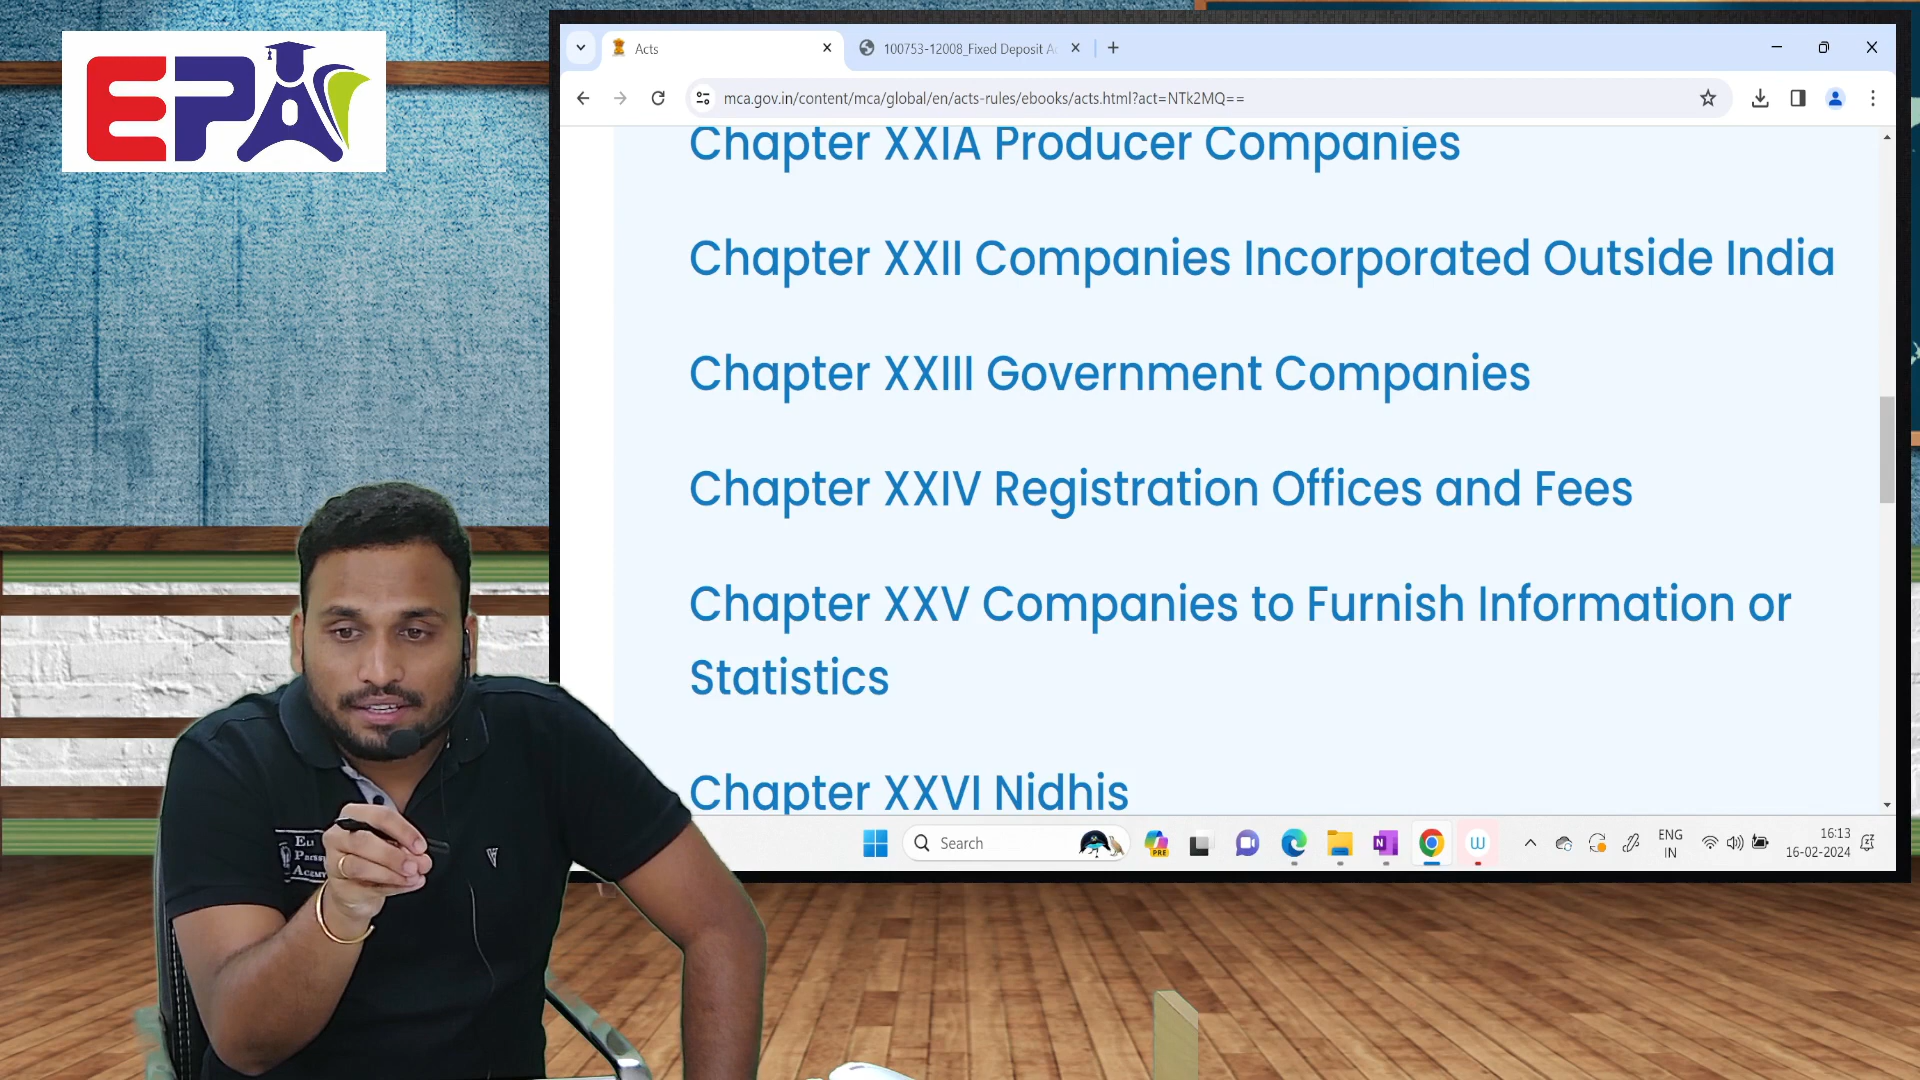 EPA
Acts
100753-12008_Fixed Deposit Ac
mca.gov.in/content/mca/global/en/acts-rules/ebooks/acts.html?act=NTk2MQ==
Chapter XXIA Producer Companies
Chapter XXII Companies Incorporated Outside India
Chapter XXIII Government Companies
Chapter XXIV Registration Offices and Fees
Chapter XXV Companies to Furnish Information or
Statistics
Chapter XXVI Nidhis
Search
PRE
N
W
ENG
IN
16:13
16-02-2024